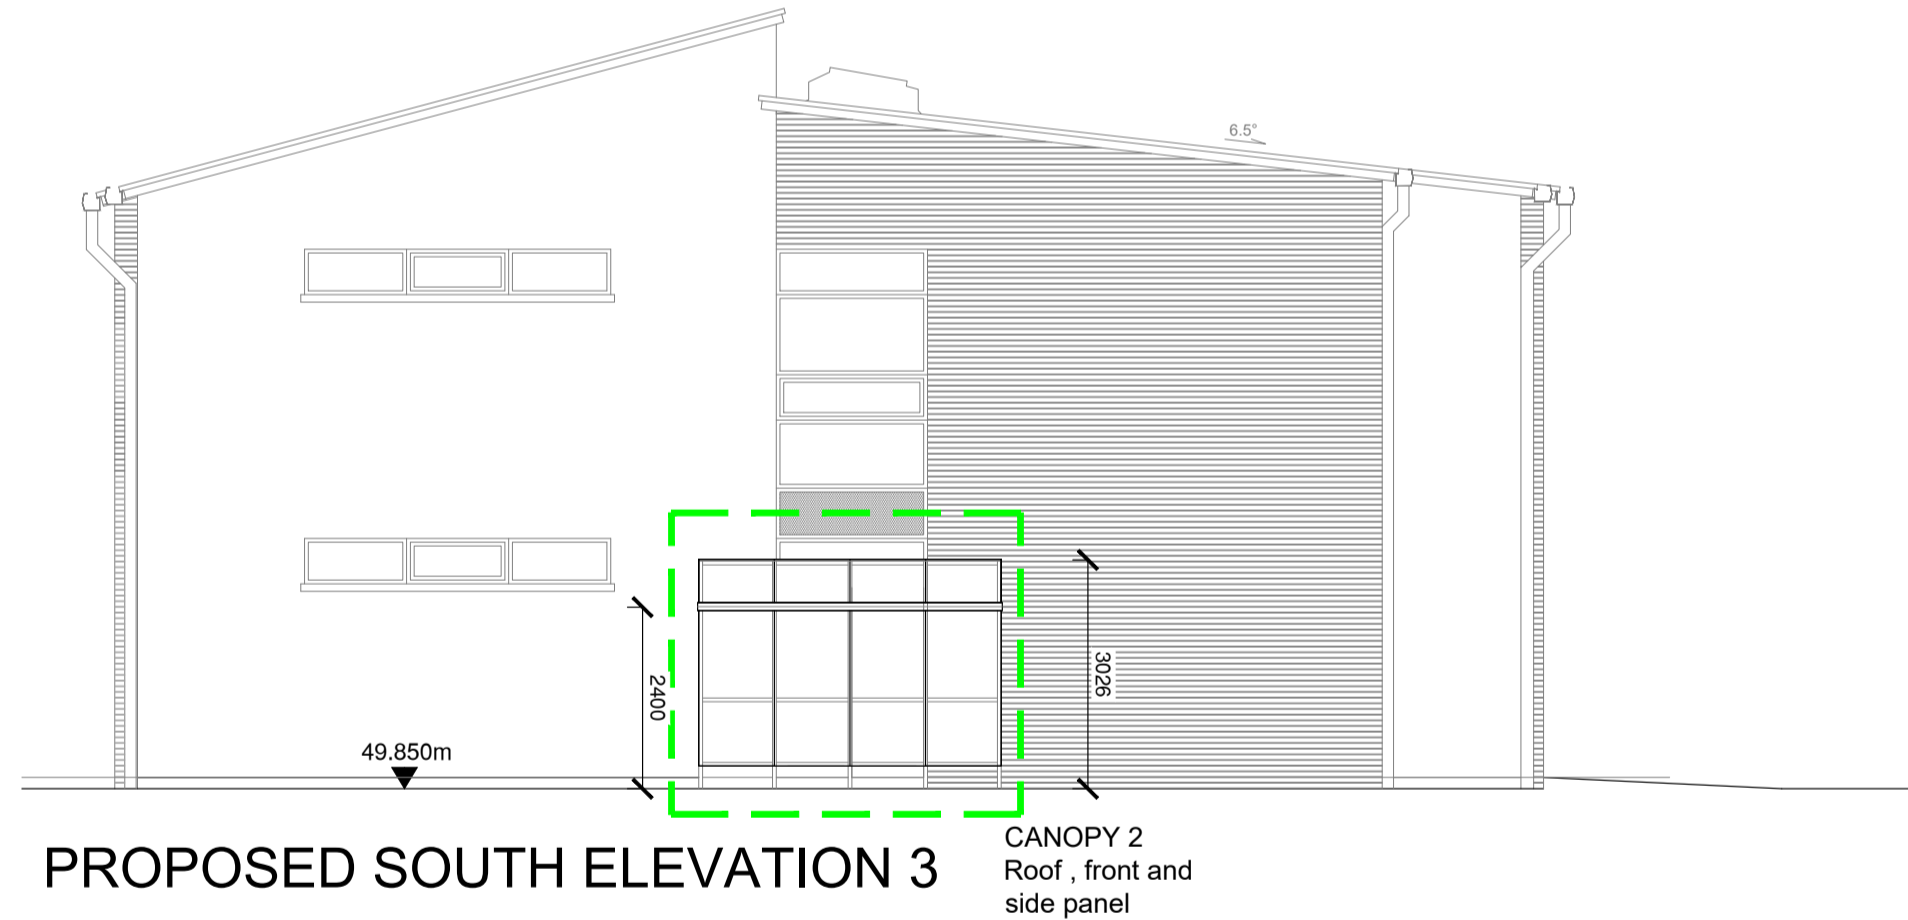 6.5°
2400
3026
49.850m
PROPOSED SOUTH ELEVATION 3
CANOPY 2
Roof , front and
side panel